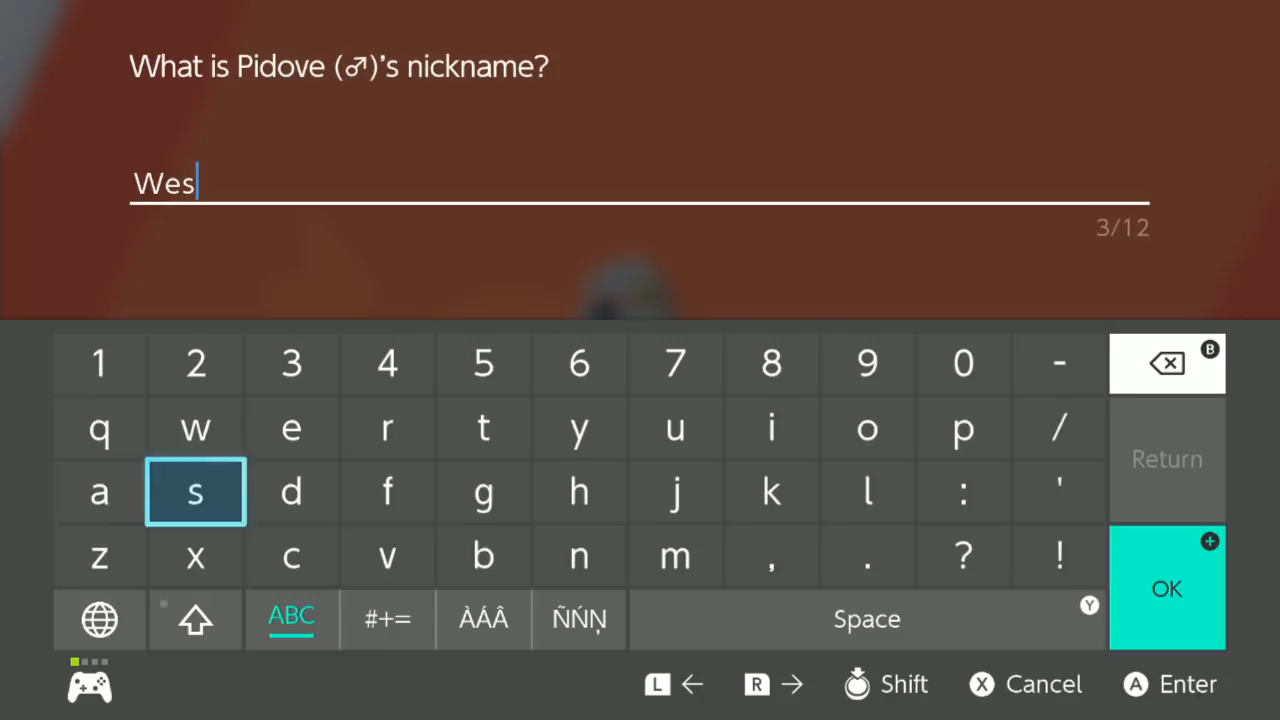 What is Pidove (♂)'s nickname?
Wes
3/12
1 2 3 4 5 6 7 8 9 0 - B
q w e r t y u i o p / Return
a s d f g h j k l : '
z x c v b n m , . ? ! + OK
ABC #+= ÀÁÂ ÑŃŅ Space Y
L ← R → Shift X Cancel A Enter